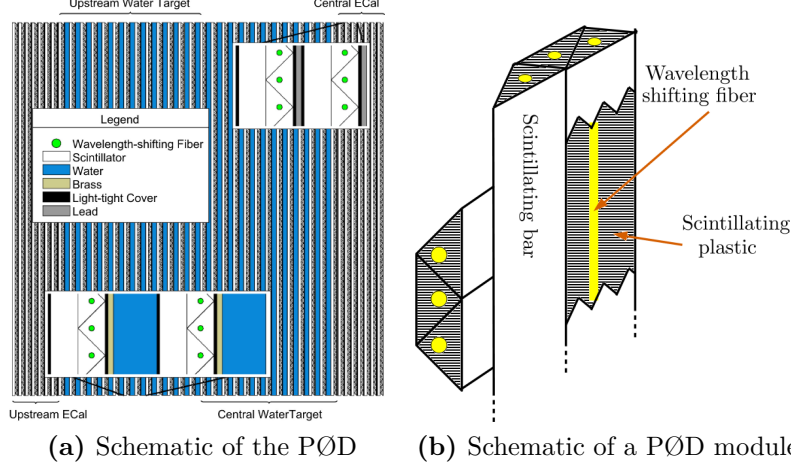 Upstream Water Target
Central ECal
Legend
Wavelength-shifting Fiber
Scintillator
Water
Brass
Light-tight Cover
Lead
Upstream ECal
Central WaterTarget
(a) Schematic of the PØD
Wavelength
shifting fiber
Scintillating bar
Scintillating
plastic
(b) Schematic of a PØD module